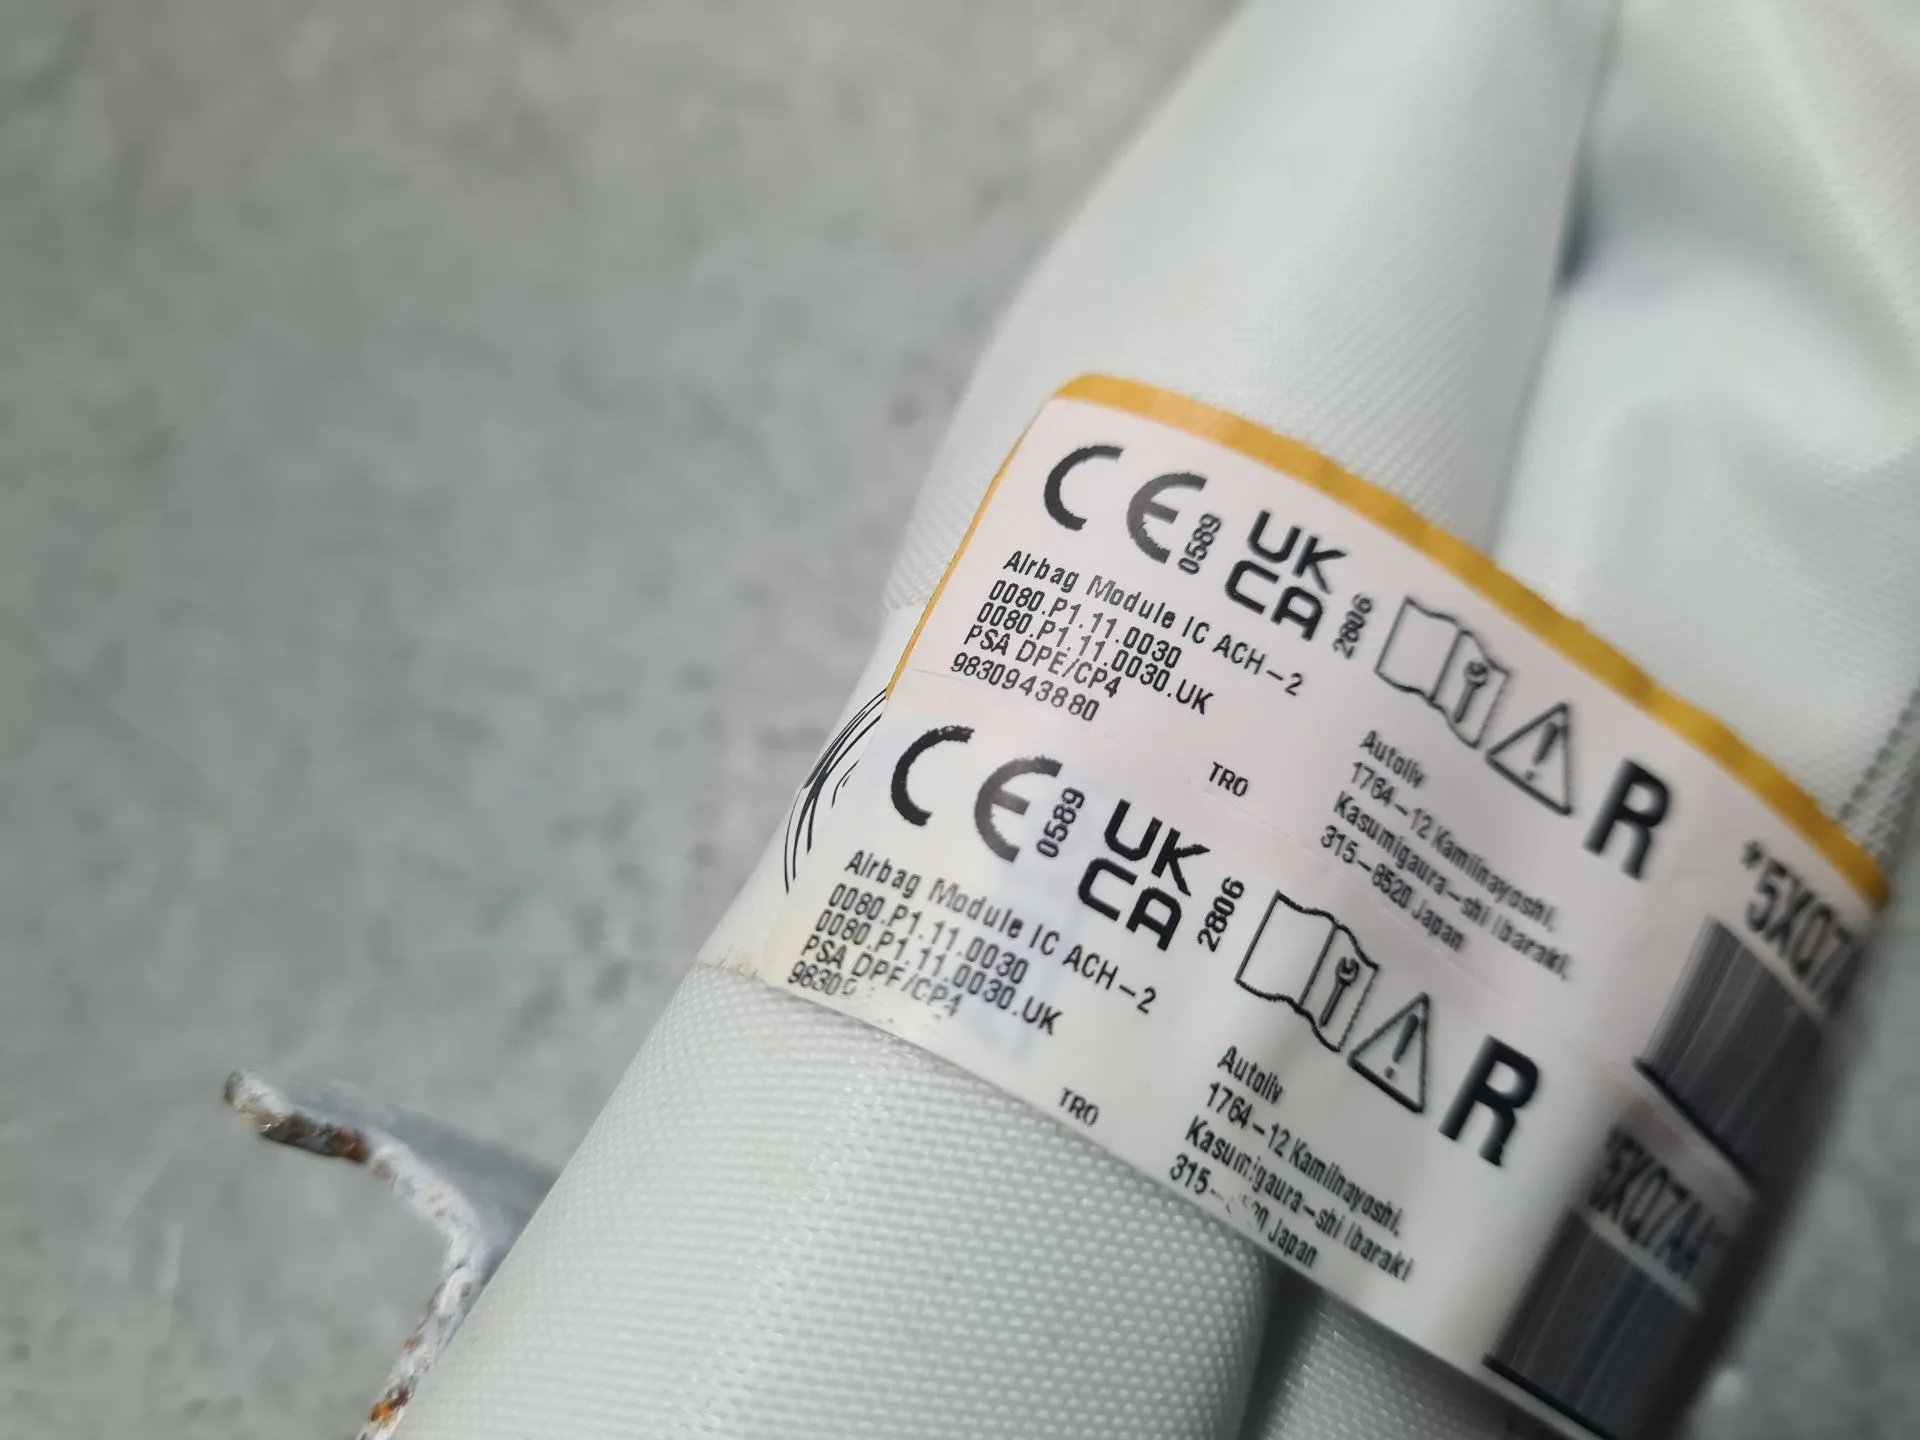 CE 0589 UK CA 2806
Airbag Module IC ACH-2
0080.P1.11.0030
0080.P1.11.0030.UK
PSA DPE/CP4
9830943880
TRO
Autoliv
1764-12 Kamiinayoshi,
Kasumigaura-shi Ibaraki,
315-8520 Japan
R
*5XQ7A
CE 0589 UK CA 2806
Airbag Module IC ACH-2
0080.P1.11.0030
0080.P1.11.0030.UK
PSA DPE/CP4
TRO
Autoliv
1764-12 Kamiinayoshi,
Kasumigaura-shi Ibaraki
Japan
R